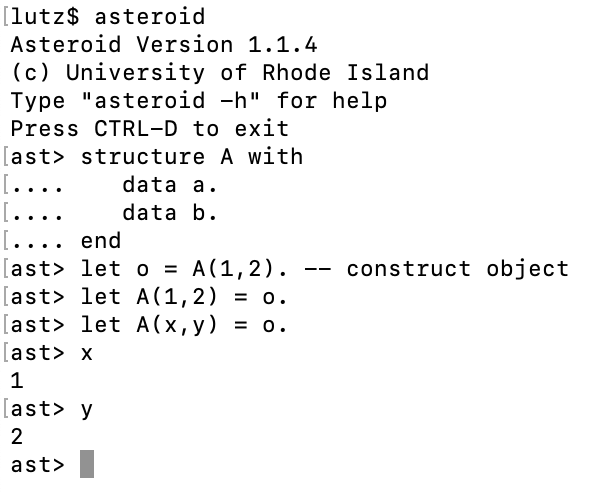 [lutz$ asteroid
Asteroid Version 1.1.4
(c) University of Rhode Island
Type "asteroid -h" for help
Press CTRL-D to exit
[ast> structure A with
[....    data a.
[....    data b.
[.... end
[ast> let o = A(1,2). -- construct object
[ast> let A(1,2) = o.
[ast> let A(x,y) = o.
[ast> x
1
[ast> y
2
ast>